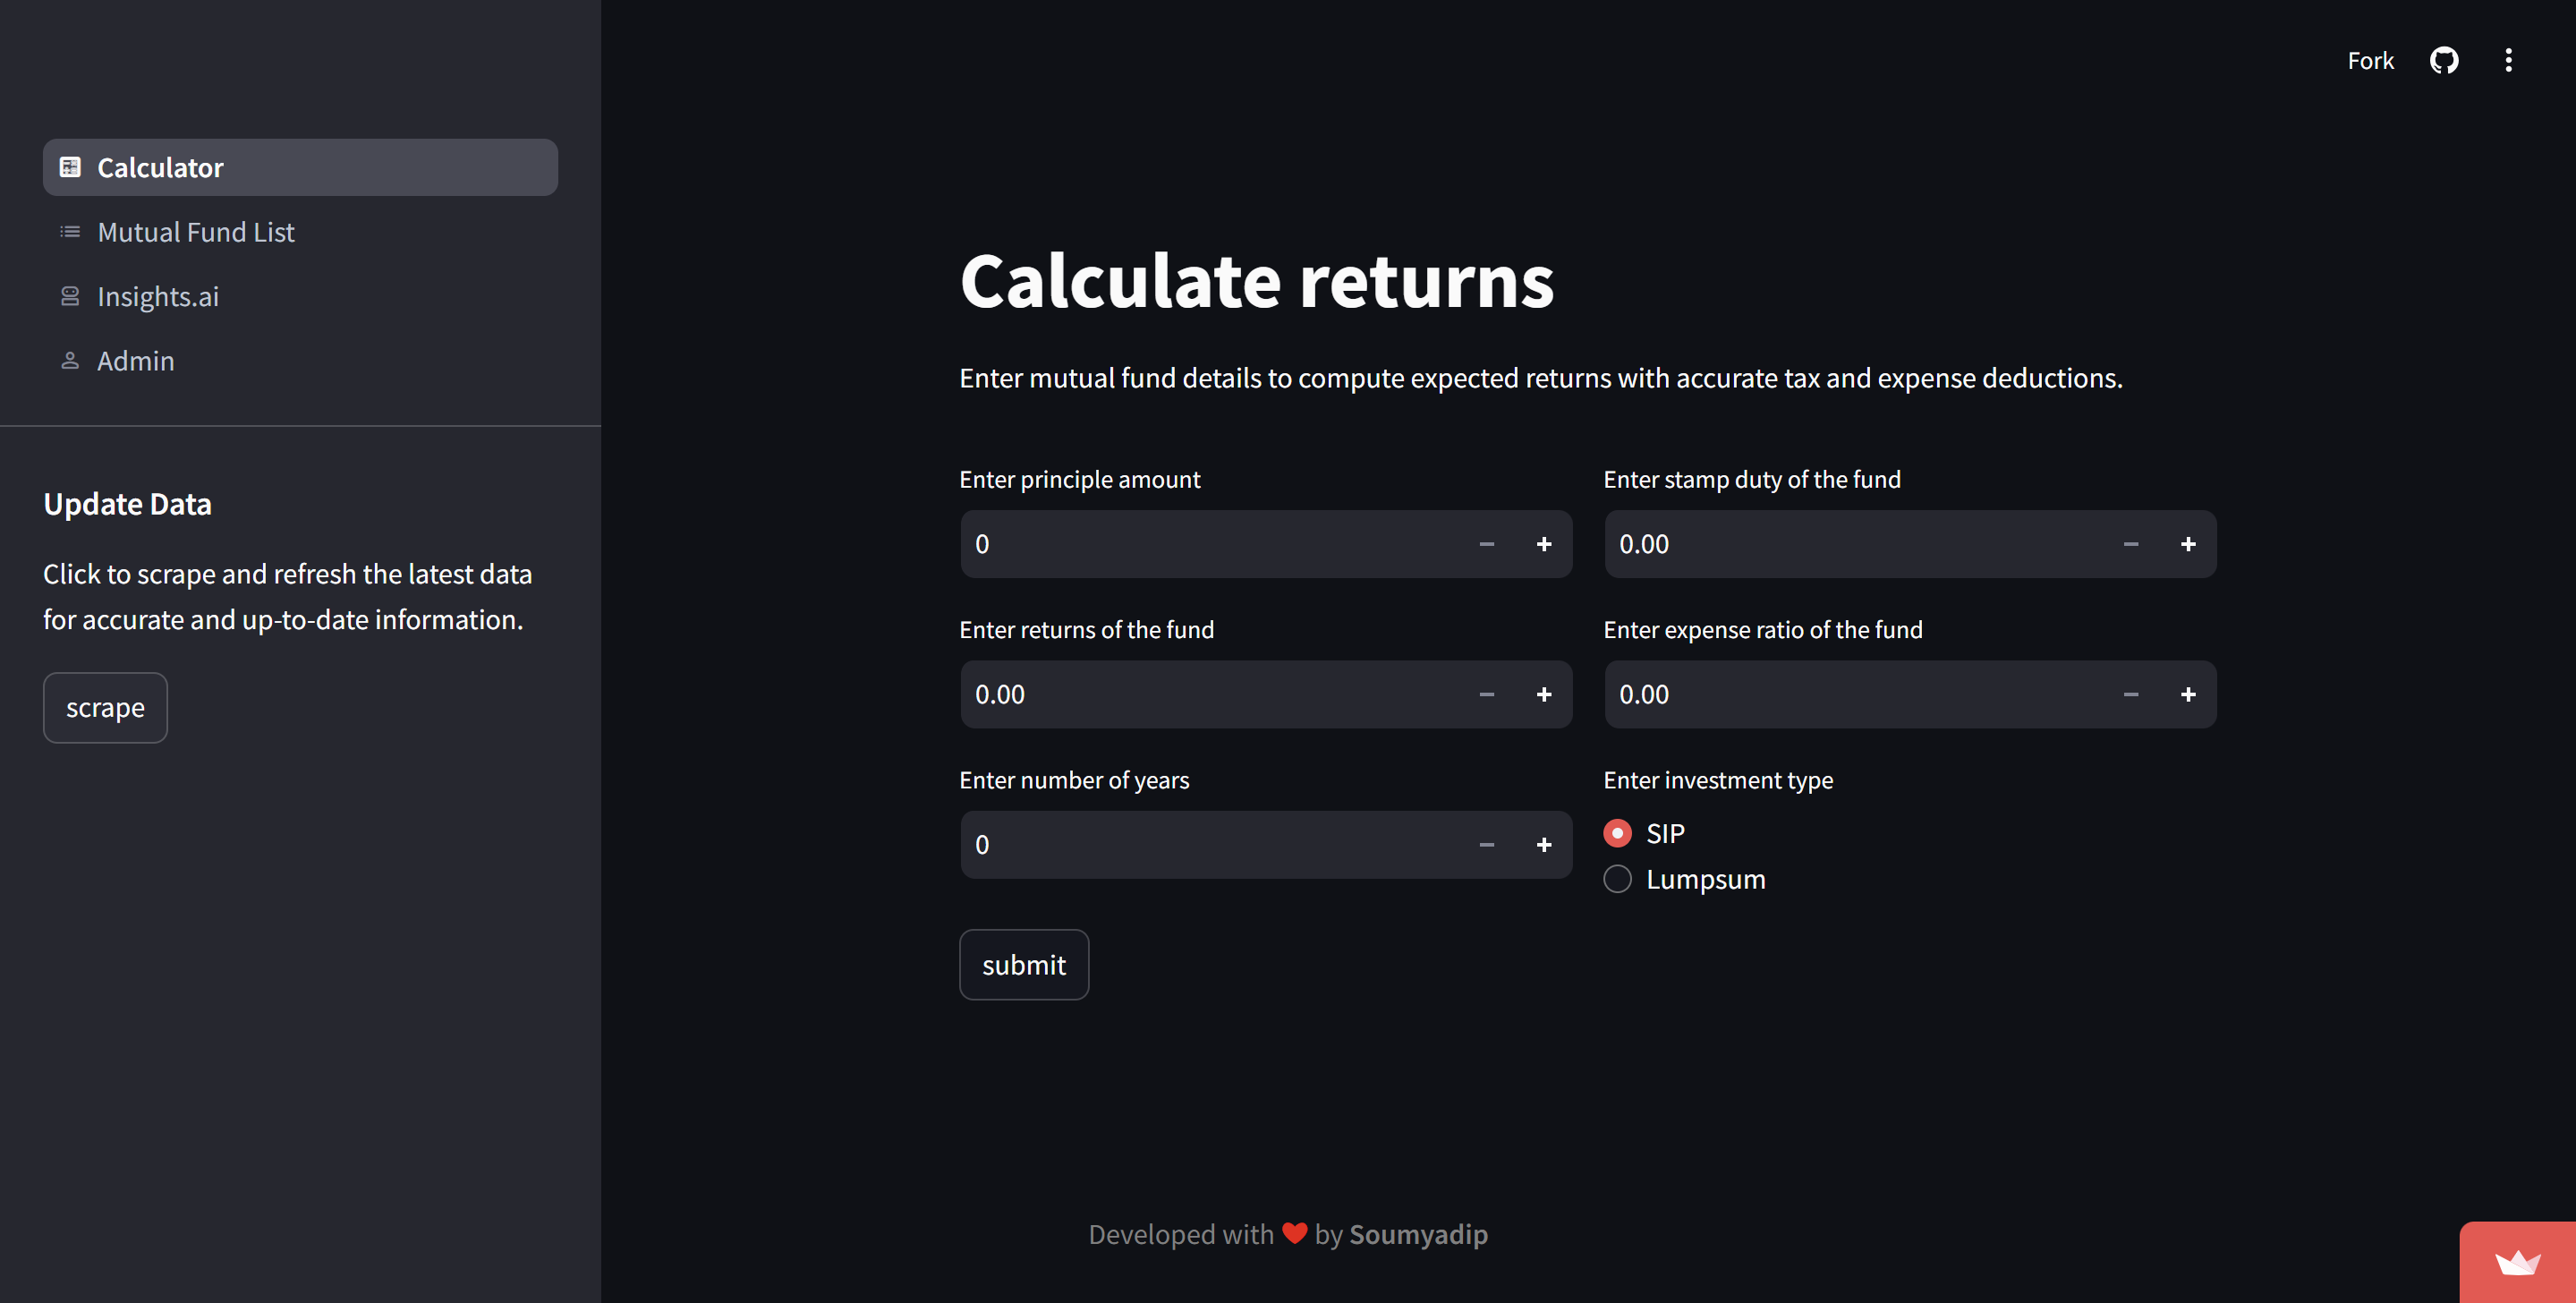 Fork
Calculator
Mutual Fund List
Insights.ai
Admin
Update Data
Click to scrape and refresh the latest data
for accurate and up-to-date information.
scrape
Calculate returns
Enter mutual fund details to compute expected returns with accurate tax and expense deductions.
Enter principle amount
0
Enter stamp duty of the fund
0.00
Enter returns of the fund
0.00
Enter expense ratio of the fund
0.00
Enter number of years
0
Enter investment type
SIP
Lumpsum
submit
Developed with ❤️ by Soumyadip